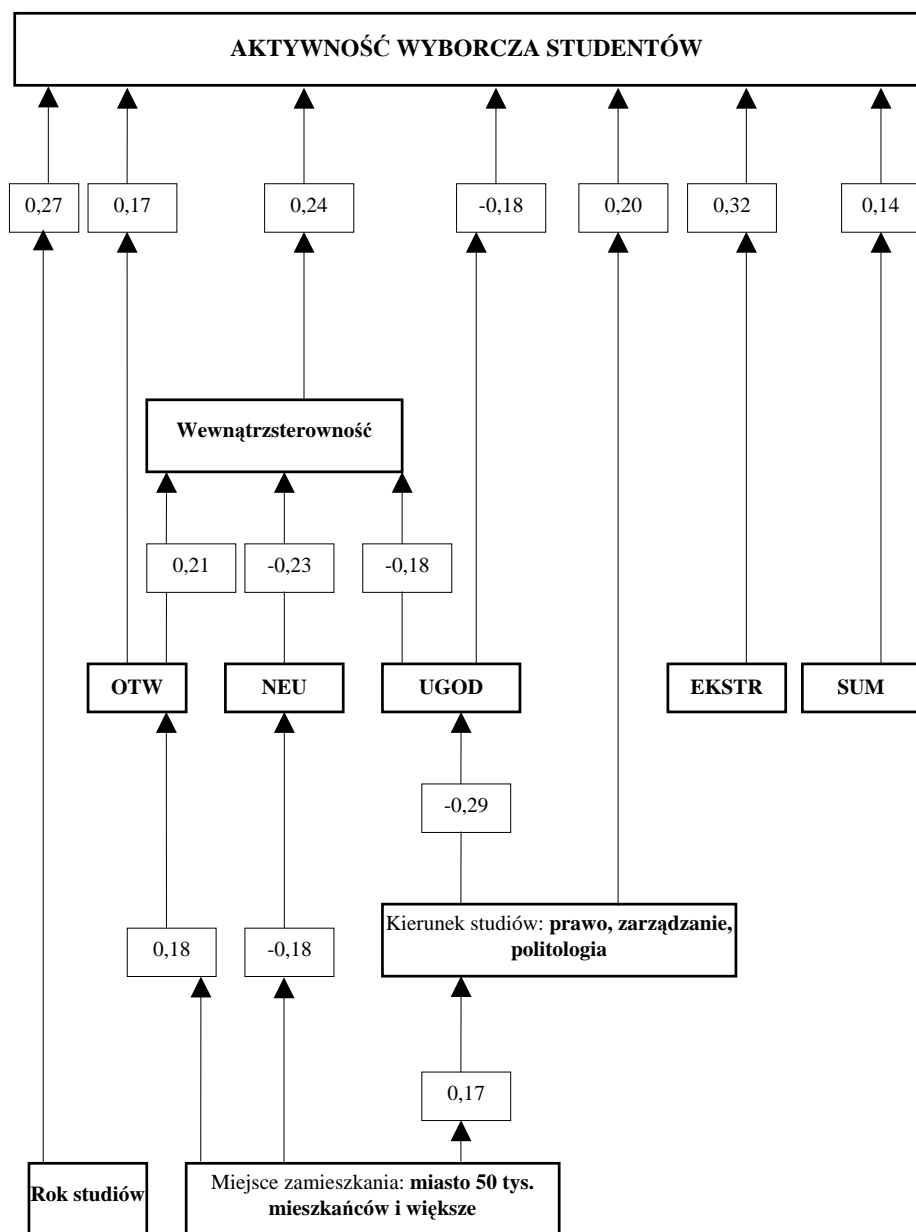 AKTYWNOŚĆ WYBORCZA STUDENTÓW
0,27
0,17
0,24
-0,18
0,20
0,32
0,14
Wewnątrzsterowność
0,21
-0,23
-0,18
OTW
NEU
UGOD
EKSTR
SUM
-0,29
Kierunek studiów: prawo, zarządzanie,
politologia
0,18
-0,18
0,17
Rok studiów
Miejsce zamieszkania: miasto 50 tys.
mieszkańców i większe